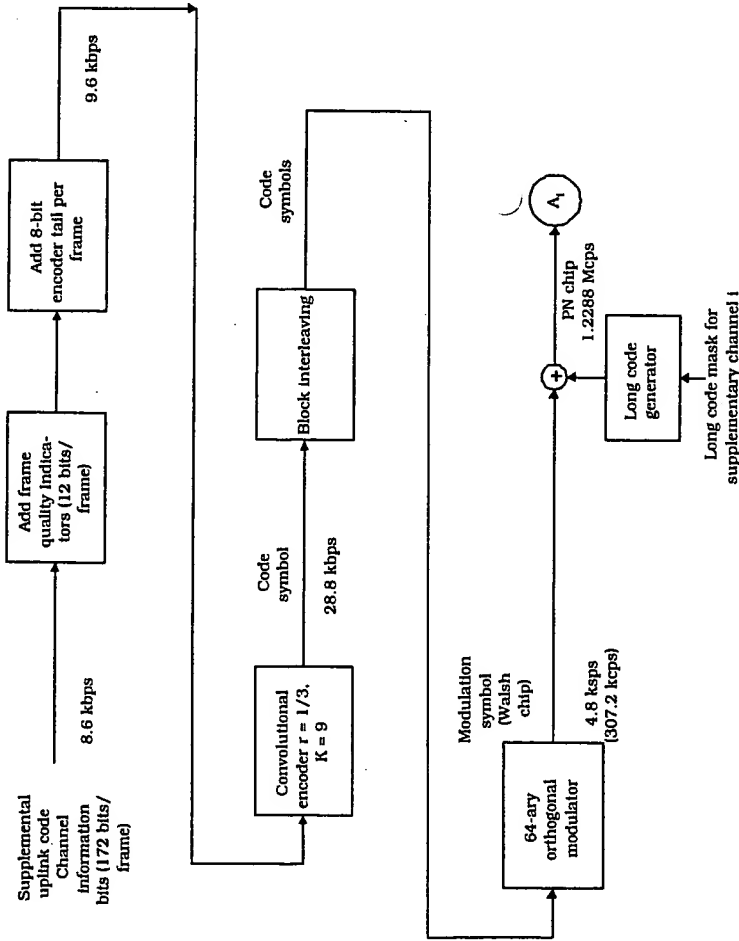 Supplemental
uplink code
Channel
information
bits (172 bits/
frame)
8.6 kbps
Add frame
quality indica-
tors (12 bits/
frame)
Add 8-bit
encoder tail per
frame
9.6 kbps
Convolutional
encoder r = 1/3,
K = 9
Code
symbol
28.8 kbps
Block interleaving
Code
symbols
64-ary
orthogonal
modulator
Modulation
symbol
(Walsh
chip)
4.8 ksps
(307.2 kcps)
+
PN chip
1.2288 Mcps
A₁
Long code
generator
Long code mask for
supplementary channel i